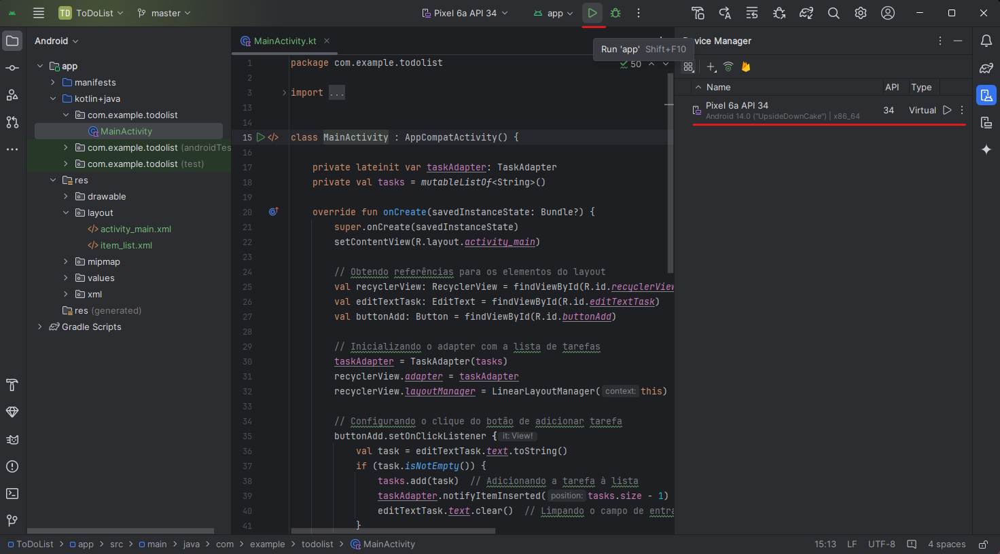 TD ToDoList master Pixel 6a API 34 app
Android
MainActivity.kt
Run 'app' Shift+F10
Device Manager
app
manifests
kotlin+java
com.example.todolist
MainActivity
com.example.todolist (androidTes
com.example.todolist (test)
res
drawable
layout
activity_main.xml
item_list.xml
mipmap
values
xml
res (generated)
Gradle Scripts
50
1 package com.example.todolist
2
3 import ...
13
14
15 class MainActivity : AppCompatActivity() {
16
17 private lateinit var taskAdapter: TaskAdapter
18 private val tasks = mutableListOf<String>()
19
20 override fun onCreate(savedInstanceState: Bundle?) {
21 super.onCreate(savedInstanceState)
22 setContentView(R.layout.activity_main)
23
24 // Obtendo referências para os elementos do layout
25 val recyclerView: RecyclerView = findViewById(R.id.recyclerView
26 val editTextTask: EditText = findViewById(R.id.editTextTask)
27 val buttonAdd: Button = findViewById(R.id.buttonAdd)
28
29 // Inicializando o adapter com a lista de tarefas
30 taskAdapter = TaskAdapter(tasks)
31 recyclerView.adapter = taskAdapter
32 recyclerView.layoutManager = LinearLayoutManager( context: this)
33
34 // Configurando o clique do botão de adicionar tarefa
35 buttonAdd.setOnClickListener { it: View!
36 val task = editTextTask.text.toString()
37 if (task.isNotEmpty()) {
38 tasks.add(task) // Adicionando a tarefa à lista
39 taskAdapter.notifyItemInserted( position: tasks.size - 1)
40 editTextTask.text.clear() // Limpando o campo de entra
41 }
Name API Type
Pixel 6a API 34 34 Virtual
Android 14.0 ("UpsideDownCake") | x86_64
ToDoList > app > src > main > java > com > example > todolist > MainActivity
15:13 LF UTF-8 4 spaces